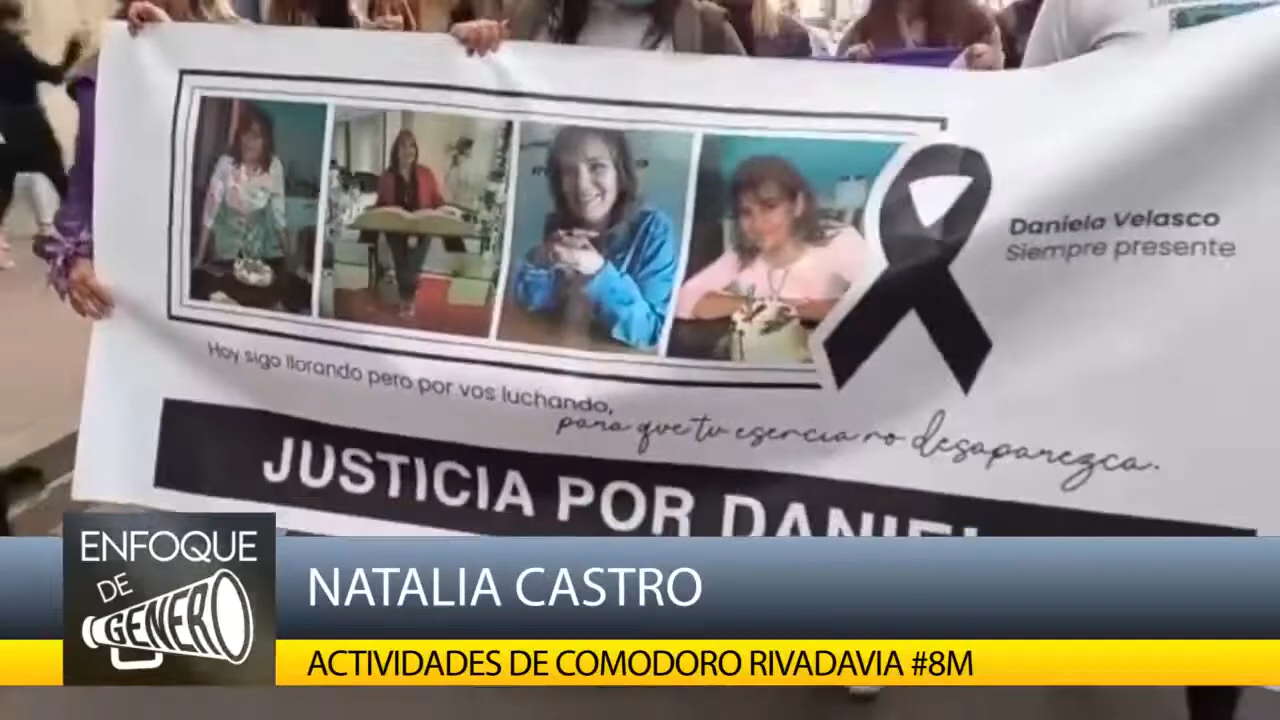 Daniela Velasco
Siempre presente
Hoy sigo llorando pero por vos luchando,
para que tu esencia no desaparezca.
JUSTICIA POR DANIEL
ENFOQUE
DE
GENERO
NATALIA CASTRO
ACTIVIDADES DE COMODORO RIVADAVIA #8M